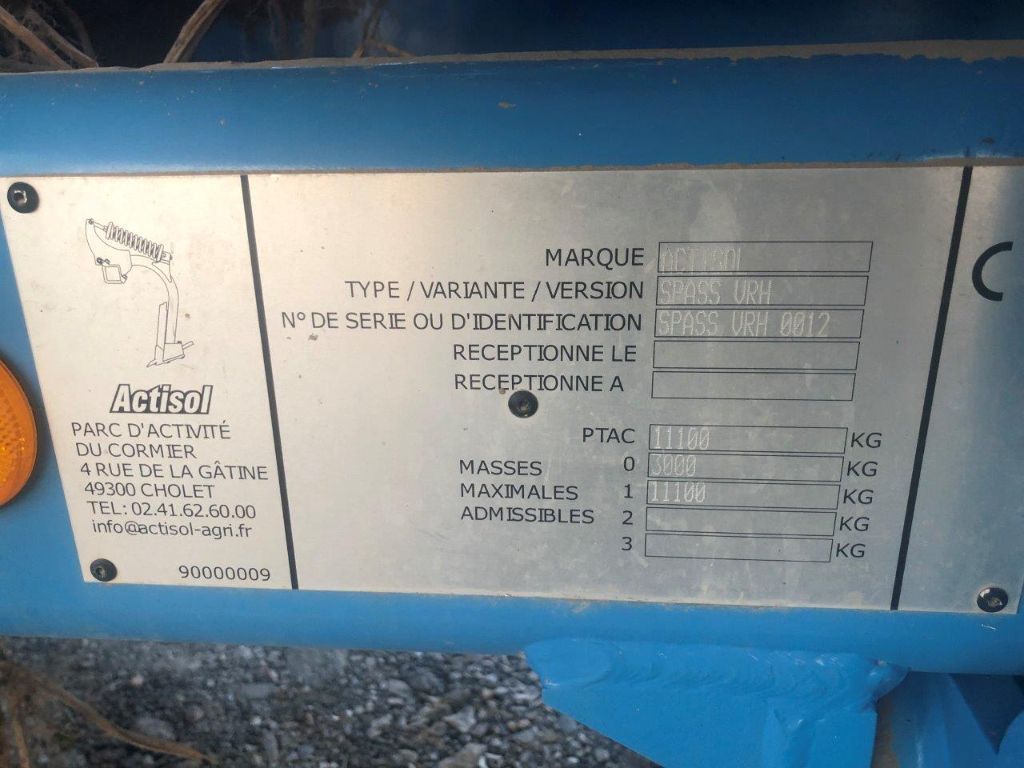 Actisol
PARC D'ACTIVITÉ
DU CORMIER
4 RUE DE LA GÂTINE
49300 CHOLET
TEL: 02.41.62.60.00
info@actisol-agri.fr
90000009
MARQUE ACTISOL
TYPE / VARIANTE / VERSION SPASS VRH
N° DE SERIE OU D'IDENTIFICATION SPASS VRH 0012
RECEPTIONNE LE
RECEPTIONNE A
PTAC 11100 KG
MASSES MAXIMALES ADMISSIBLES
0 3000 KG
1 11100 KG
2 KG
3 KG
C